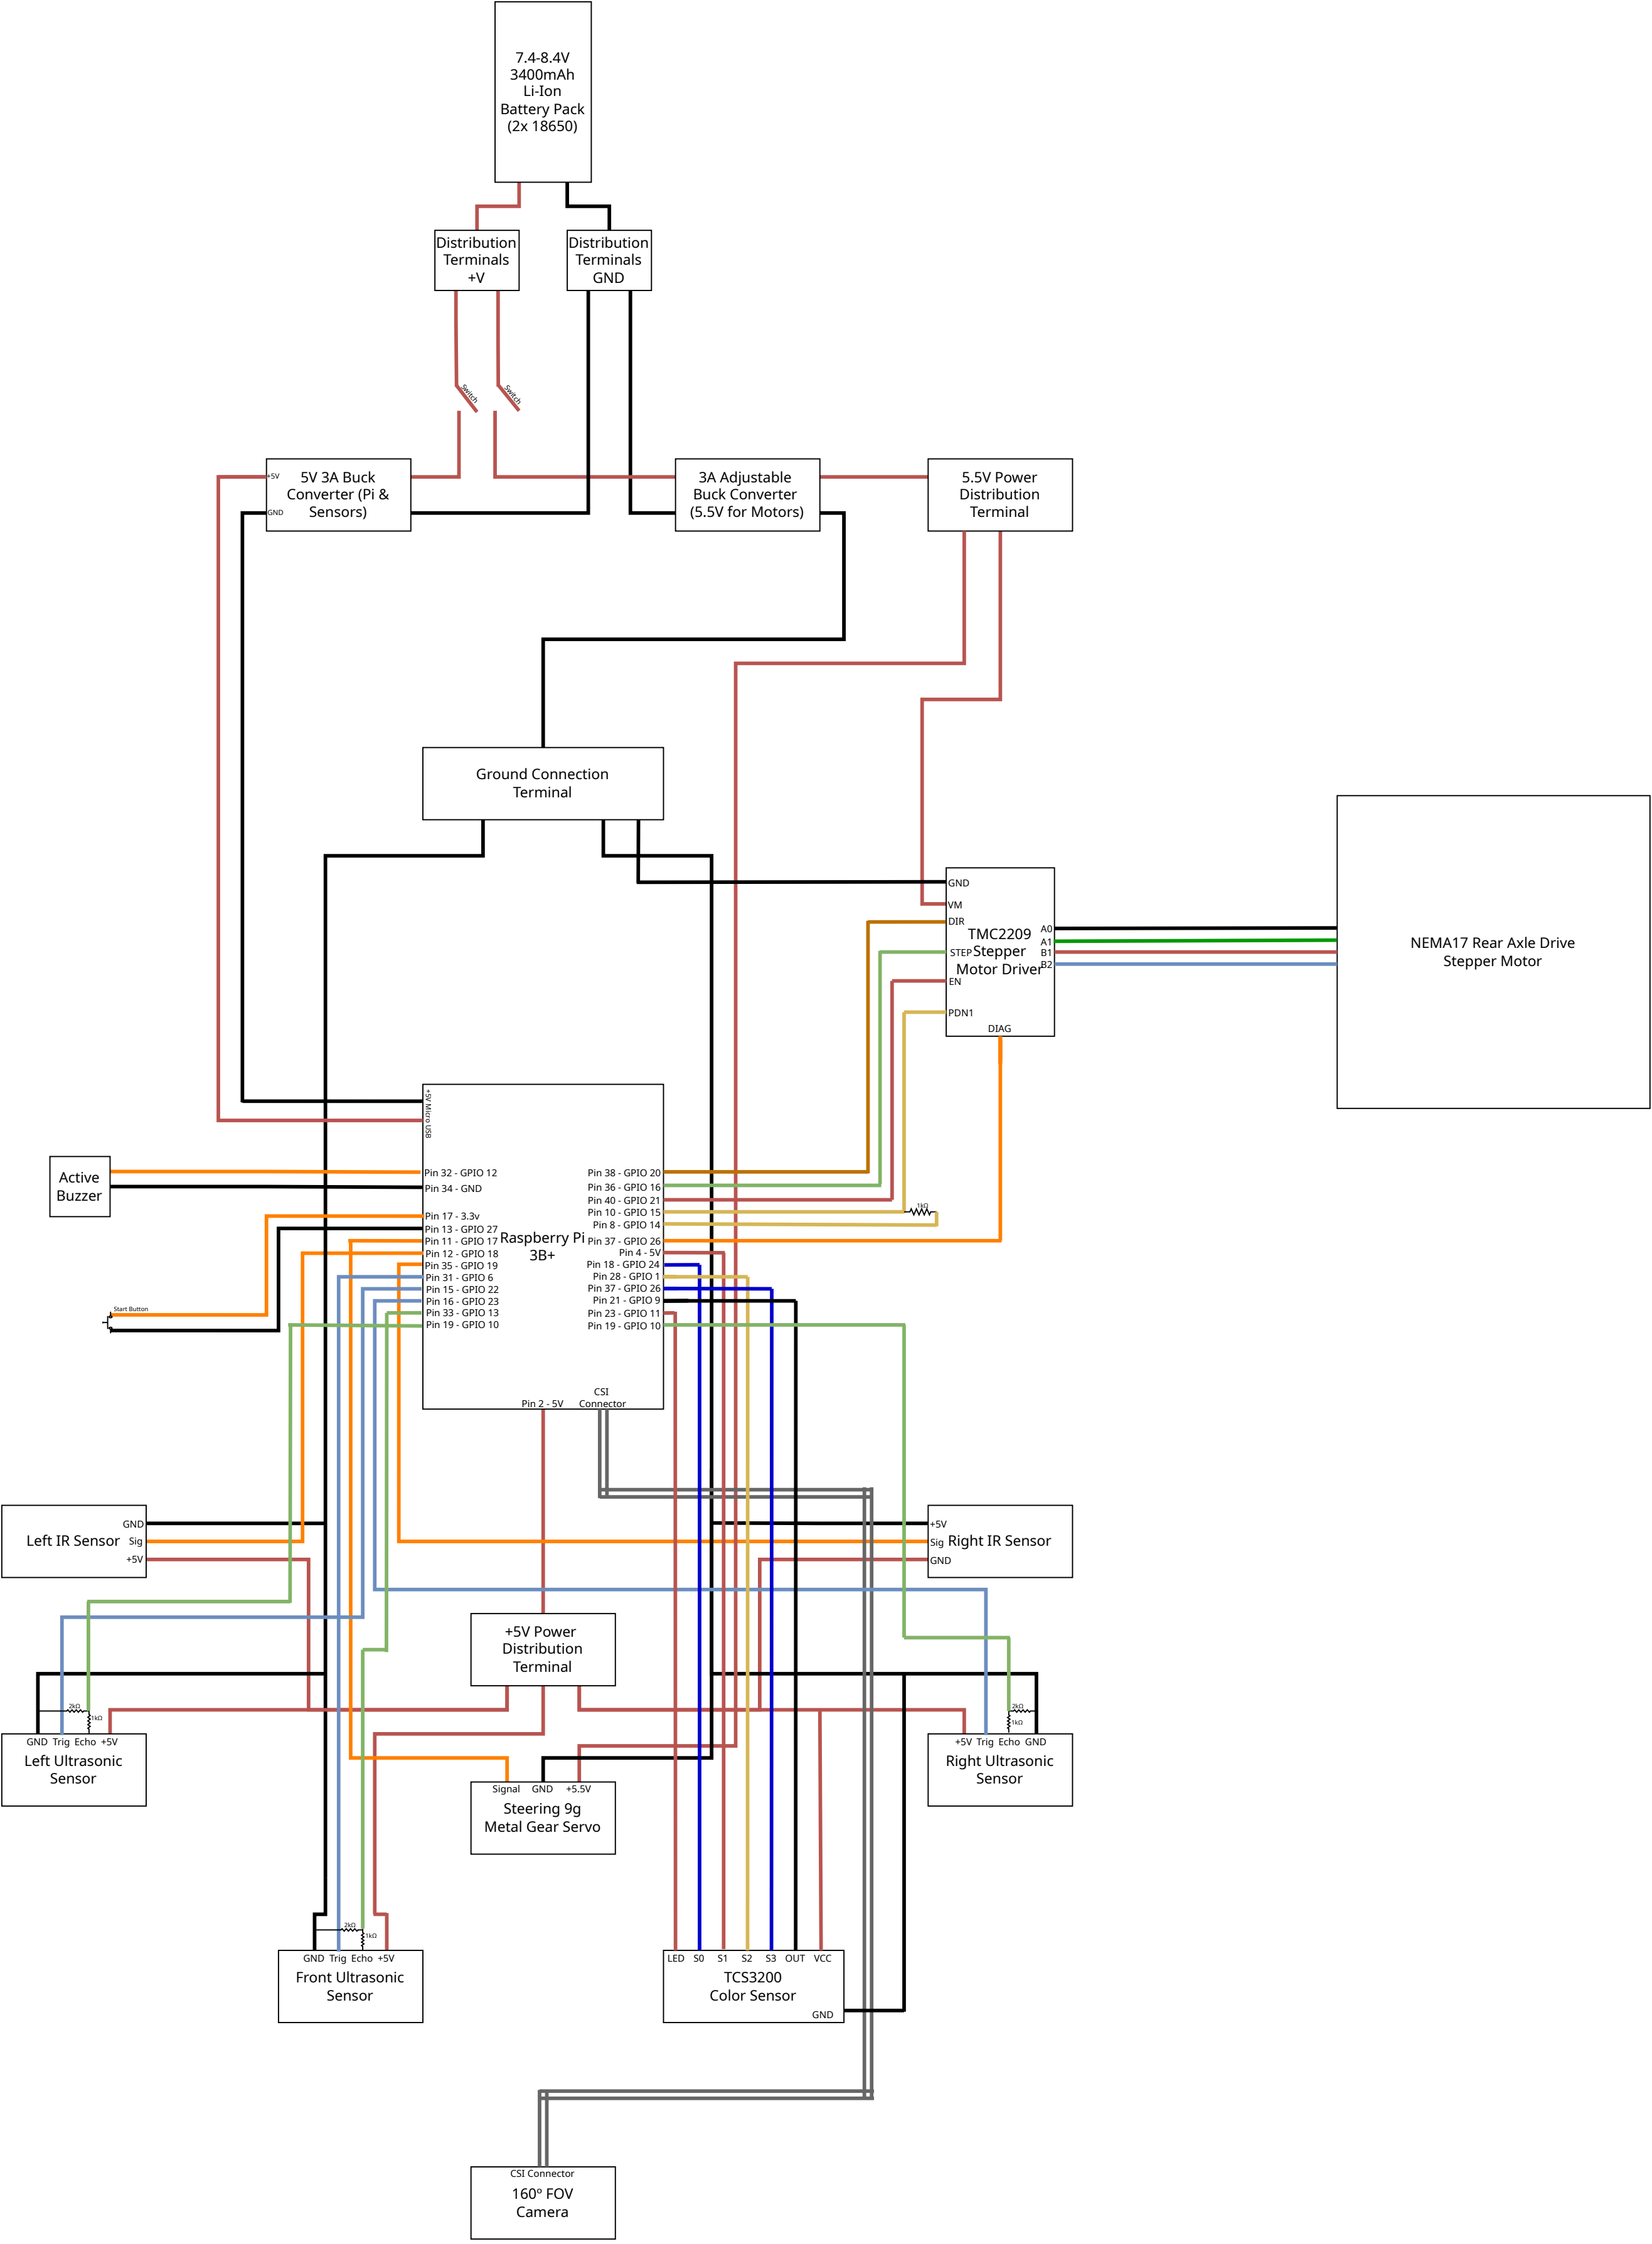 7.4-8.4V
3400mAh
Li-Ion
Battery Pack
(2x 18650)
Distribution
Terminals
+V
Distribution
Terminals
GND
Switch
Switch
+5V
GND
5V 3A Buck
Converter (Pi &
Sensors)
3A Adjustable
Buck Converter
(5.5V for Motors)
5.5V Power
Distribution
Terminal
Ground Connection
Terminal
GND
VM
DIR
STEP
EN
PDN1
DIAG
A0
A1
B1
B2
TMC2209
Stepper
Motor Driver
NEMA17 Rear Axle Drive
Stepper Motor
+5V Micro USB
Active
Buzzer
Pin 32 - GPIO 12
Pin 34 - GND
Pin 17 - 3.3v
Pin 13 - GPIO 27
Pin 11 - GPIO 17
Pin 12 - GPIO 18
Pin 35 - GPIO 19
Pin 31 - GPIO 6
Pin 15 - GPIO 22
Pin 16 - GPIO 23
Pin 33 - GPIO 13
Pin 19 - GPIO 10
Raspberry Pi
3B+
Pin 38 - GPIO 20
Pin 36 - GPIO 16
Pin 40 - GPIO 21
Pin 10 - GPIO 15
Pin 8 - GPIO 14
Pin 37 - GPIO 26
Pin 4 - 5V
Pin 18 - GPIO 24
Pin 28 - GPIO 1
Pin 37 - GPIO 26
Pin 21 - GPIO 9
Pin 23 - GPIO 11
Pin 19 - GPIO 10
1kΩ
Start Button
Pin 2 - 5V
CSI
Connector
Left IR Sensor
GND
Sig
+5V
+5V
Sig
GND
Right IR Sensor
+5V Power
Distribution
Terminal
2kΩ
1kΩ
GND Trig Echo +5V
Left Ultrasonic
Sensor
2kΩ
1kΩ
+5V Trig Echo GND
Right Ultrasonic
Sensor
Signal GND +5.5V
Steering 9g
Metal Gear Servo
2kΩ
1kΩ
GND Trig Echo +5V
Front Ultrasonic
Sensor
LED S0 S1 S2 S3 OUT VCC
TCS3200
Color Sensor
GND
CSI Connector
160º FOV
Camera